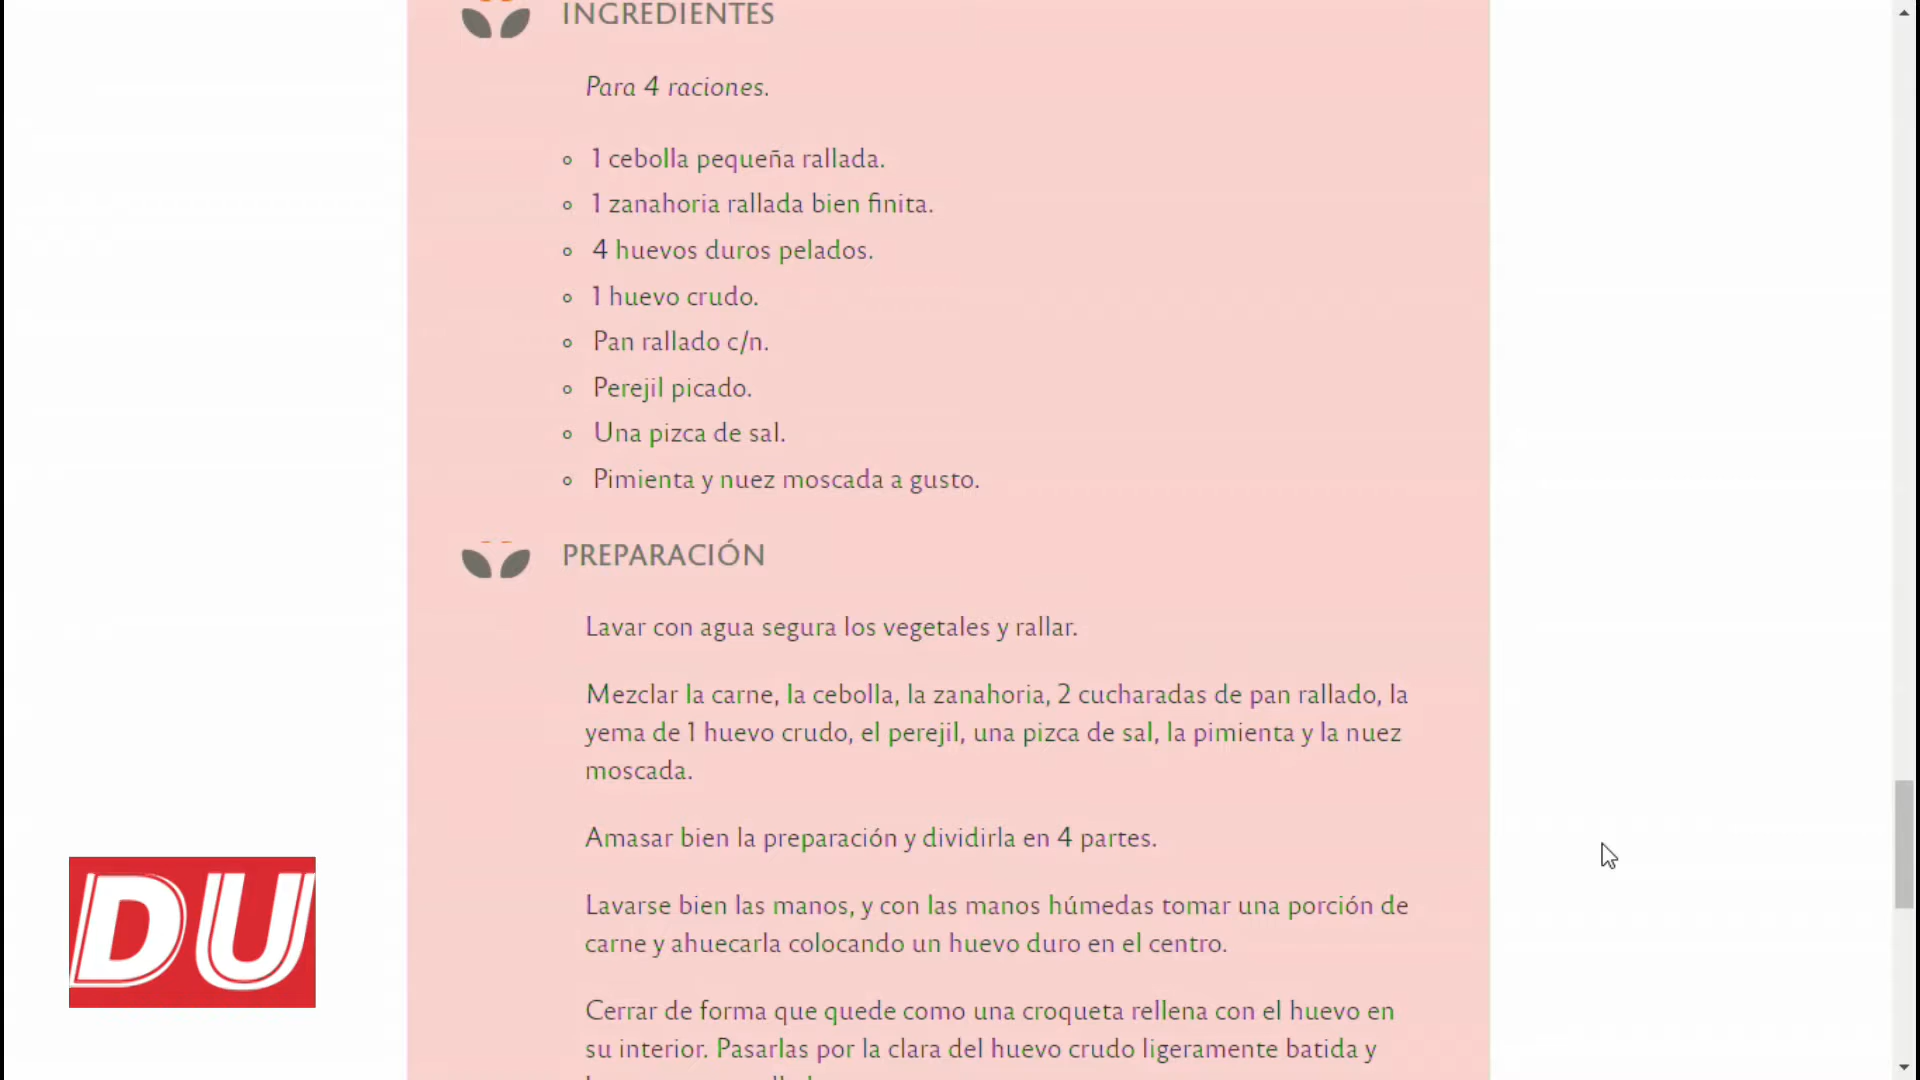 INGREDIENTES
Para 4 raciones.
1 cebolla pequeña rallada.
1 zanahoria rallada bien finita.
4 huevos duros pelados.
1 huevo crudo.
Pan rallado c/n.
Perejil picado.
Una pizca de sal.
Pimienta y nuez moscada a gusto.
PREPARACIÓN
Lavar con agua segura los vegetales y rallar.
Mezclar la carne, la cebolla, la zanahoria, 2 cucharadas de pan rallado, la
yema de 1 huevo crudo, el perejil, una pizca de sal, la pimienta y la nuez
moscada.
Amasar bien la preparación y dividirla en 4 partes.
Lavarse bien las manos, y con las manos húmedas tomar una porción de
carne y ahuecarla colocando un huevo duro en el centro.
Cerrar de forma que quede como una croqueta rellena con el huevo en
su interior. Pasarlas por la clara del huevo crudo ligeramente batida y
DU